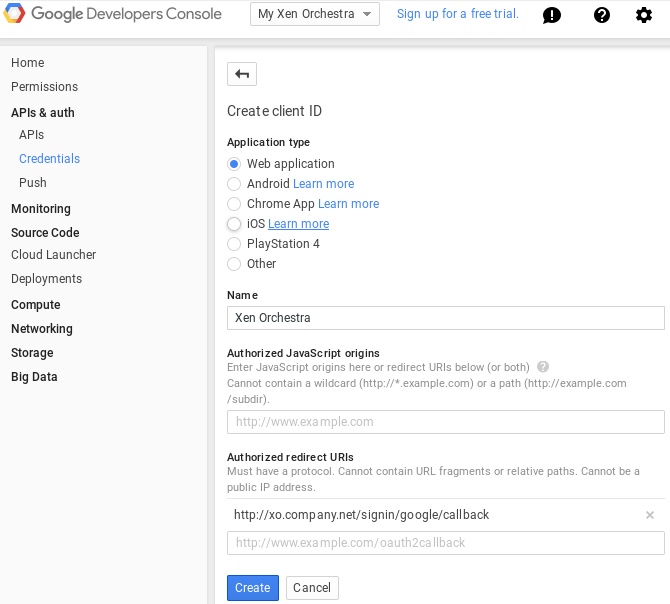 Google Developers Console
My Xen Orchestra
Sign up for a free trial.
Home
Permissions
APIs & auth
APIs
Credentials
Push
Monitoring
Source Code
Cloud Launcher
Deployments
Compute
Networking
Storage
Big Data
Create client ID
Application type
Web application
Android Learn more
Chrome App Learn more
iOS Learn more
PlayStation 4
Other
Name
Xen Orchestra
Authorized JavaScript origins
Enter JavaScript origins here or redirect URIs below (or both) ?
Cannot contain a wildcard (http://*.example.com) or a path (http://example.com
/subdir).
http://www.example.com
Authorized redirect URIs
Must have a protocol. Cannot contain URL fragments or relative paths. Cannot be a
public IP address.
http://xo.company.net/signin/google/callback
http://www.example.com/oauth2callback
Create Cancel